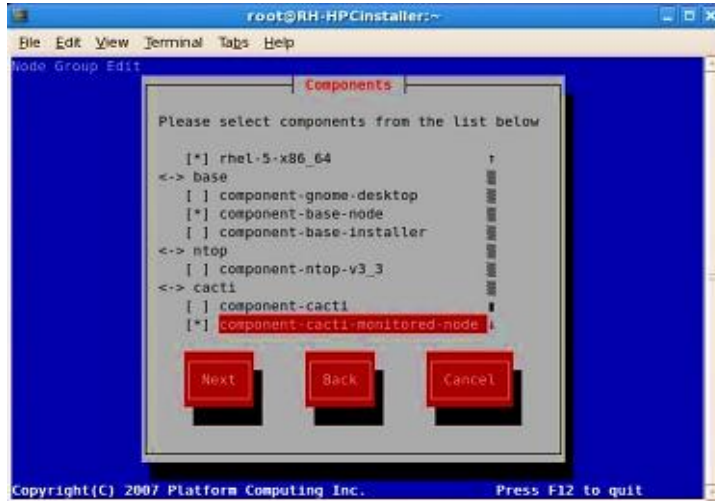 root@RH-HPCinstaller:~
File Edit View Terminal Tabs Help
Node Group Edit
Components
Please select components from the list below
[*] rhel-5-x86_64
<-> base
[ ] component-gnome-desktop
[*] component-base-node
[ ] component-base-installer
<-> ntop
[ ] component-ntop-v3_3
<-> cacti
[ ] component-cacti
[*] component-cacti-monitored-node
Next Back Cancel
Copyright(C) 2007 Platform Computing Inc. Press F12 to quit